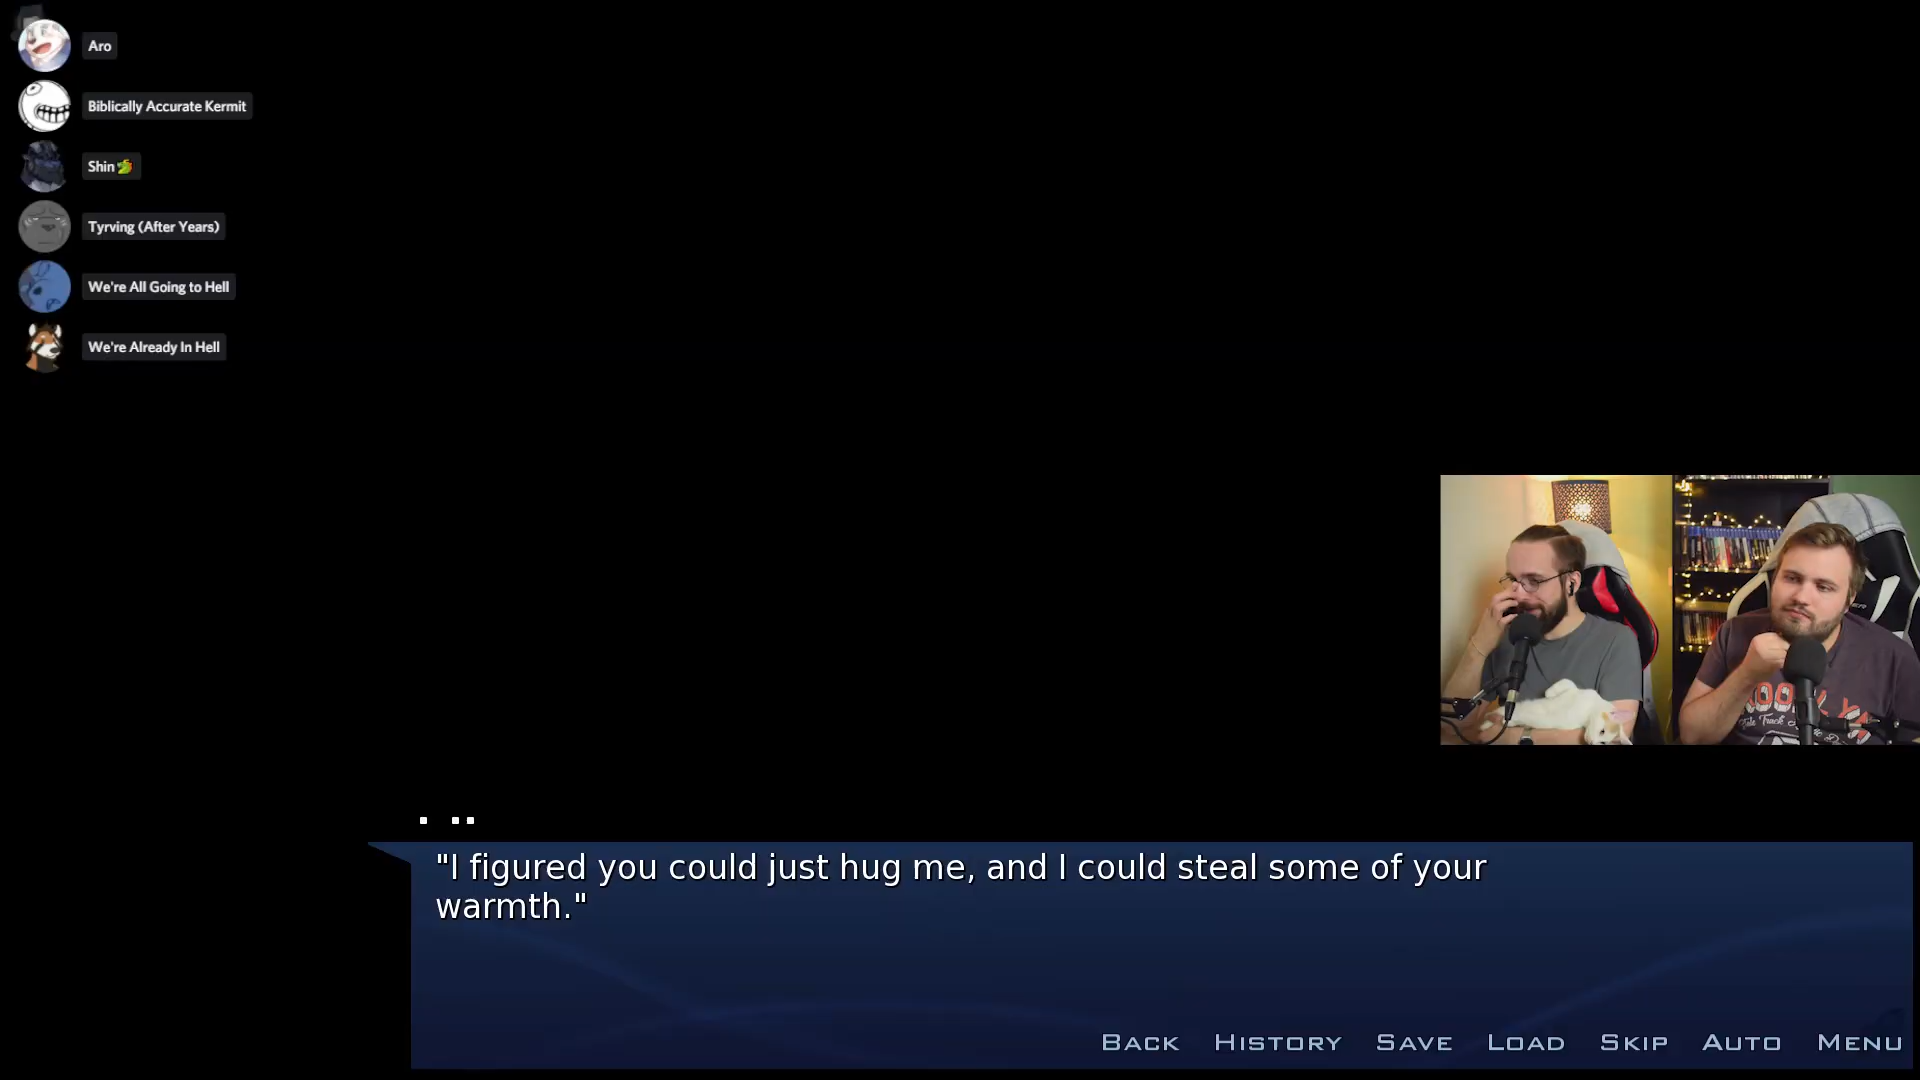 Aro
Biblically Accurate Kermit
Shin
Tyrving (After Years)
We're All Going to Hell
We're Already In Hell
. ..
"I figured you could just hug me, and I could steal some of your
warmth."
BACK HISTORY SAVE LOAD SKIP AUTO MENU